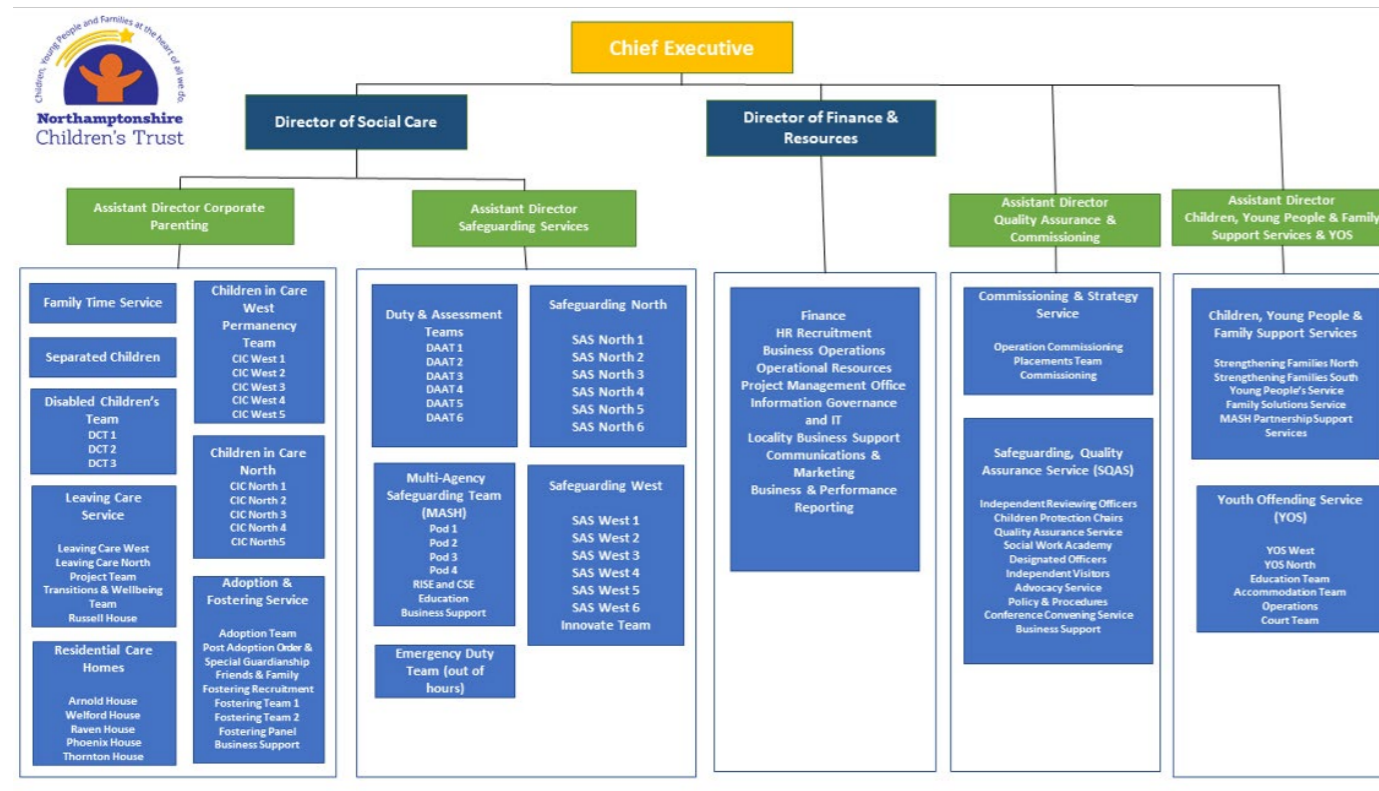 Children, Young People and Families at the heart of all we do.
Northamptonshire
Children's Trust
Chief Executive
Director of Social Care
Director of Finance &
Resources
Assistant Director Corporate
Parenting
Assistant Director
Safeguarding Services
Assistant Director
Quality Assurance &
Commissioning
Assistant Director
Children, Young People & Family
Support Services & YOS
Family Time Service
Separated Children
Disabled Children's
Team
DCT 1
DCT 2
DCT 3
Leaving Care
Service
Leaving Care West
Leaving Care North
Project Team
Transitions & Wellbeing
Team
Russell House
Residential Care
Homes
Arnold House
Welford House
Raven House
Phoenix House
Thornton House
Children in Care
West
Permanency
Team
CIC West 1
CIC West 2
CIC West 3
CIC West 4
CIC West 5
Children in Care
North
CIC North 1
CIC North 2
CIC North 3
CIC North 4
CIC North5
Adoption &
Fostering Service
Adoption Team
Post Adoption Order &
Special Guardianship
Friends & Family
Fostering Recruitment
Fostering Team 1
Fostering Team 2
Fostering Panel
Business Support
Duty & Assessment
Teams
DAAT 1
DAAT 2
DAAT 3
DAAT 4
DAAT 5
DAAT 6
Multi-Agency
Safeguarding Team
(MASH)
Pod 1
Pod 2
Pod 3
Pod 4
RISE and CSE
Education
Business Support
Emergency Duty
Team (out of
hours)
Safeguarding North
SAS North 1
SAS North 2
SAS North 3
SAS North 4
SAS North 5
SAS North 6
Safeguarding West
SAS West 1
SAS West 2
SAS West 3
SAS West 4
SAS West 5
SAS West 6
Innovate Team
Finance
HR Recruitment
Business Operations
Operational Resources
Project Management Office
Information Governance
and IT
Locality Business Support
Communications &
Marketing
Business & Performance
Reporting
Commissioning & Strategy
Service
Operation Commissioning
Placements Team
Commissioning
Safeguarding, Quality
Assurance Service (SQAS)
Independent Reviewing Officers
Children Protection Chairs
Quality Assurance Service
Social Work Academy
Designated Officers
Independent Visitors
Advocacy Service
Policy & Procedures
Conference Convening Service
Business Support
Children, Young People &
Family Support Services
Strengthening Families North
Strengthening Families South
Young People's Service
Family Solutions Service
MASH Partnership Support
Services
Youth Offending Service
(YOS)
YOS West
YOS North
Education Team
Accommodation Team
Operations
Court Team